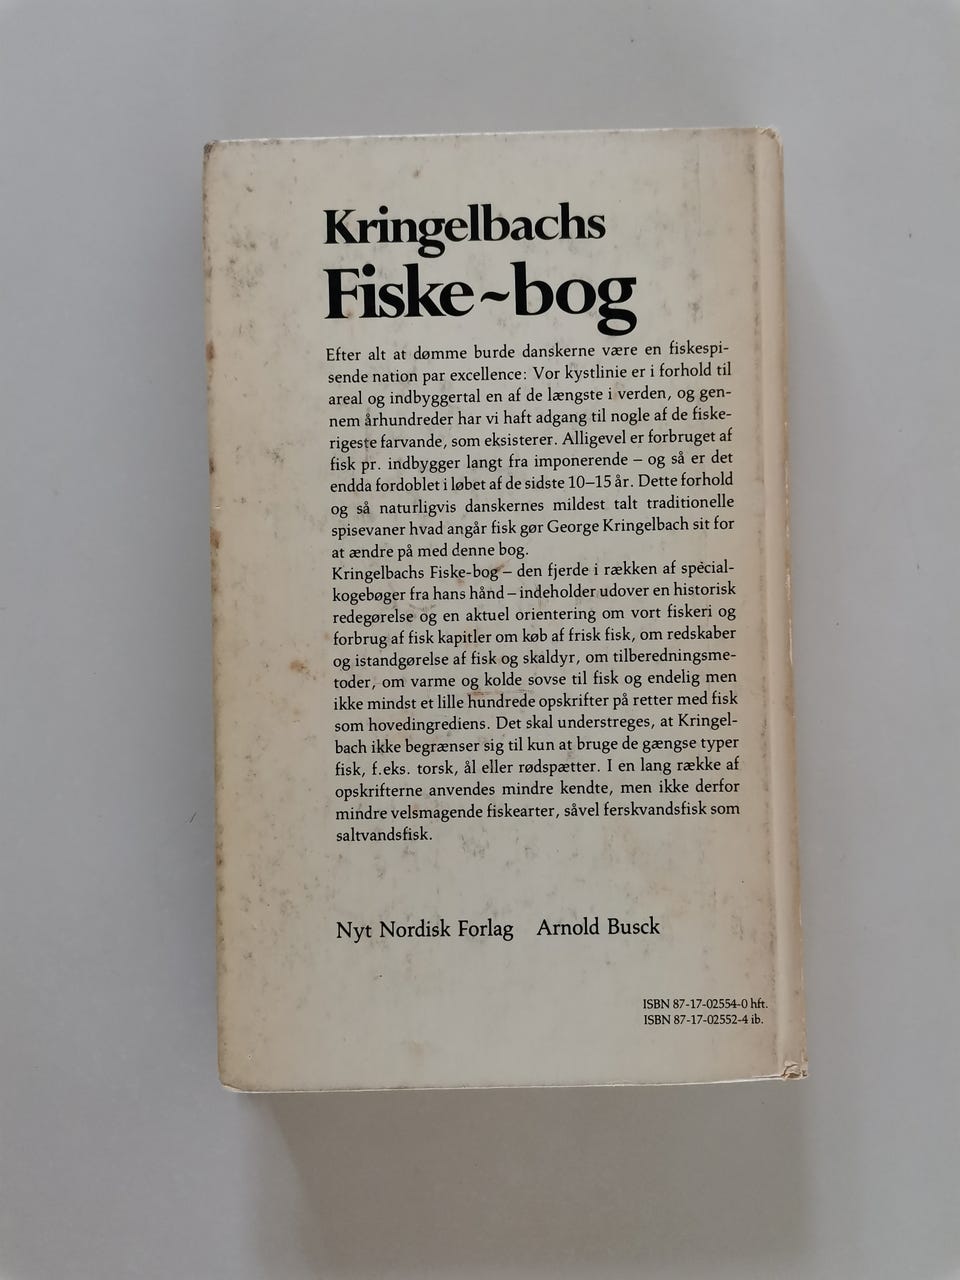 Kringelbachs
Fiske~bog
Efter alt at dømme burde danskerne være en fiskespi-
sende nation par excellence: Vor kystlinie er i forhold til
areal og indbyggertal en af de længste i verden, og gen-
nem århundreder har vi haft adgang til nogle af de fiske-
rigeste farvande, som eksisterer. Alligevel er forbruget af
fisk pr. indbygger langt fra imponerende – og så er det
endda fordoblet i løbet af de sidste 10–15 år. Dette forhold
og så naturligvis danskernes mildest talt traditionelle
spisevaner hvad angår fisk gør George Kringelbach sit for
at ændre på med denne bog.
Kringelbachs Fiske-bog – den fjerde i rækken af special-
kogebøger fra hans hånd – indeholder udover en historisk
redegørelse og en aktuel orientering om vort fiskeri og
forbrug af fisk kapitler om køb af frisk fisk, om redskaber
og istandgørelse af fisk og skaldyr, om tilberedningsme-
toder, om varme og kolde sovse til fisk og endelig men
ikke mindst et lille hundrede opskrifter på retter med fisk
som hovedingrediens. Det skal understreges, at Kringel-
bach ikke begrænser sig til kun at bruge de gængse typer
fisk, f.eks. torsk, ål eller rødspætter. I en lang række af
opskrifterne anvendes mindre kendte, men ikke derfor
mindre velsmagende fiskearter, såvel ferskvandsfisk som
saltvandsfisk.
Nyt Nordisk Forlag Arnold Busck
ISBN 87-17-02554-0 hft.
ISBN 87-17-02552-4 ib.